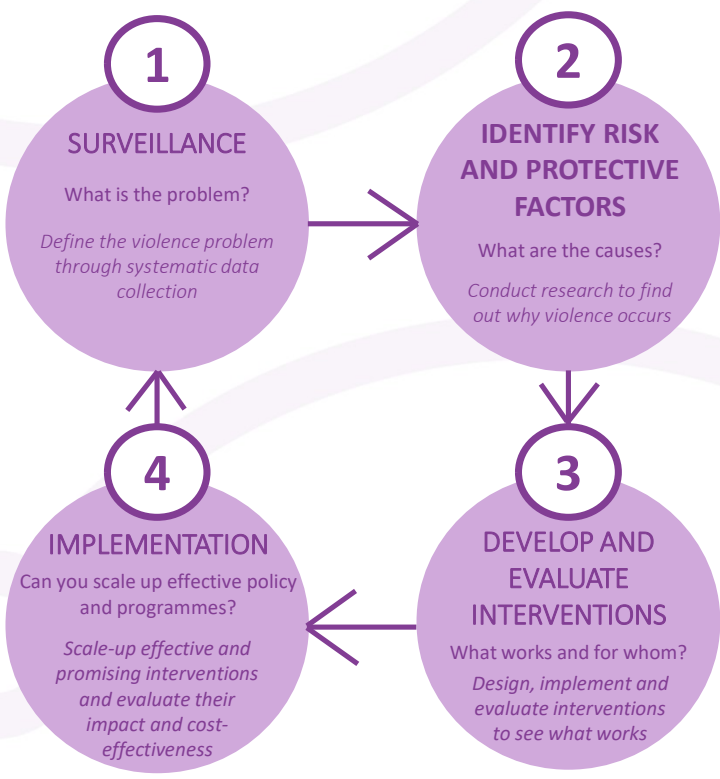 1
SURVEILLANCE
What is the problem?
Define the violence problem
through systematic data
collection
2
IDENTIFY RISK
AND PROTECTIVE
FACTORS
What are the causes?
Conduct research to find
out why violence occurs
3
DEVELOP AND
EVALUATE
INTERVENTIONS
What works and for whom?
Design, implement and
evaluate interventions
to see what works
4
IMPLEMENTATION
Can you scale up effective policy
and programmes?
Scale-up effective and
promising interventions
and evaluate their
impact and cost-
effectiveness